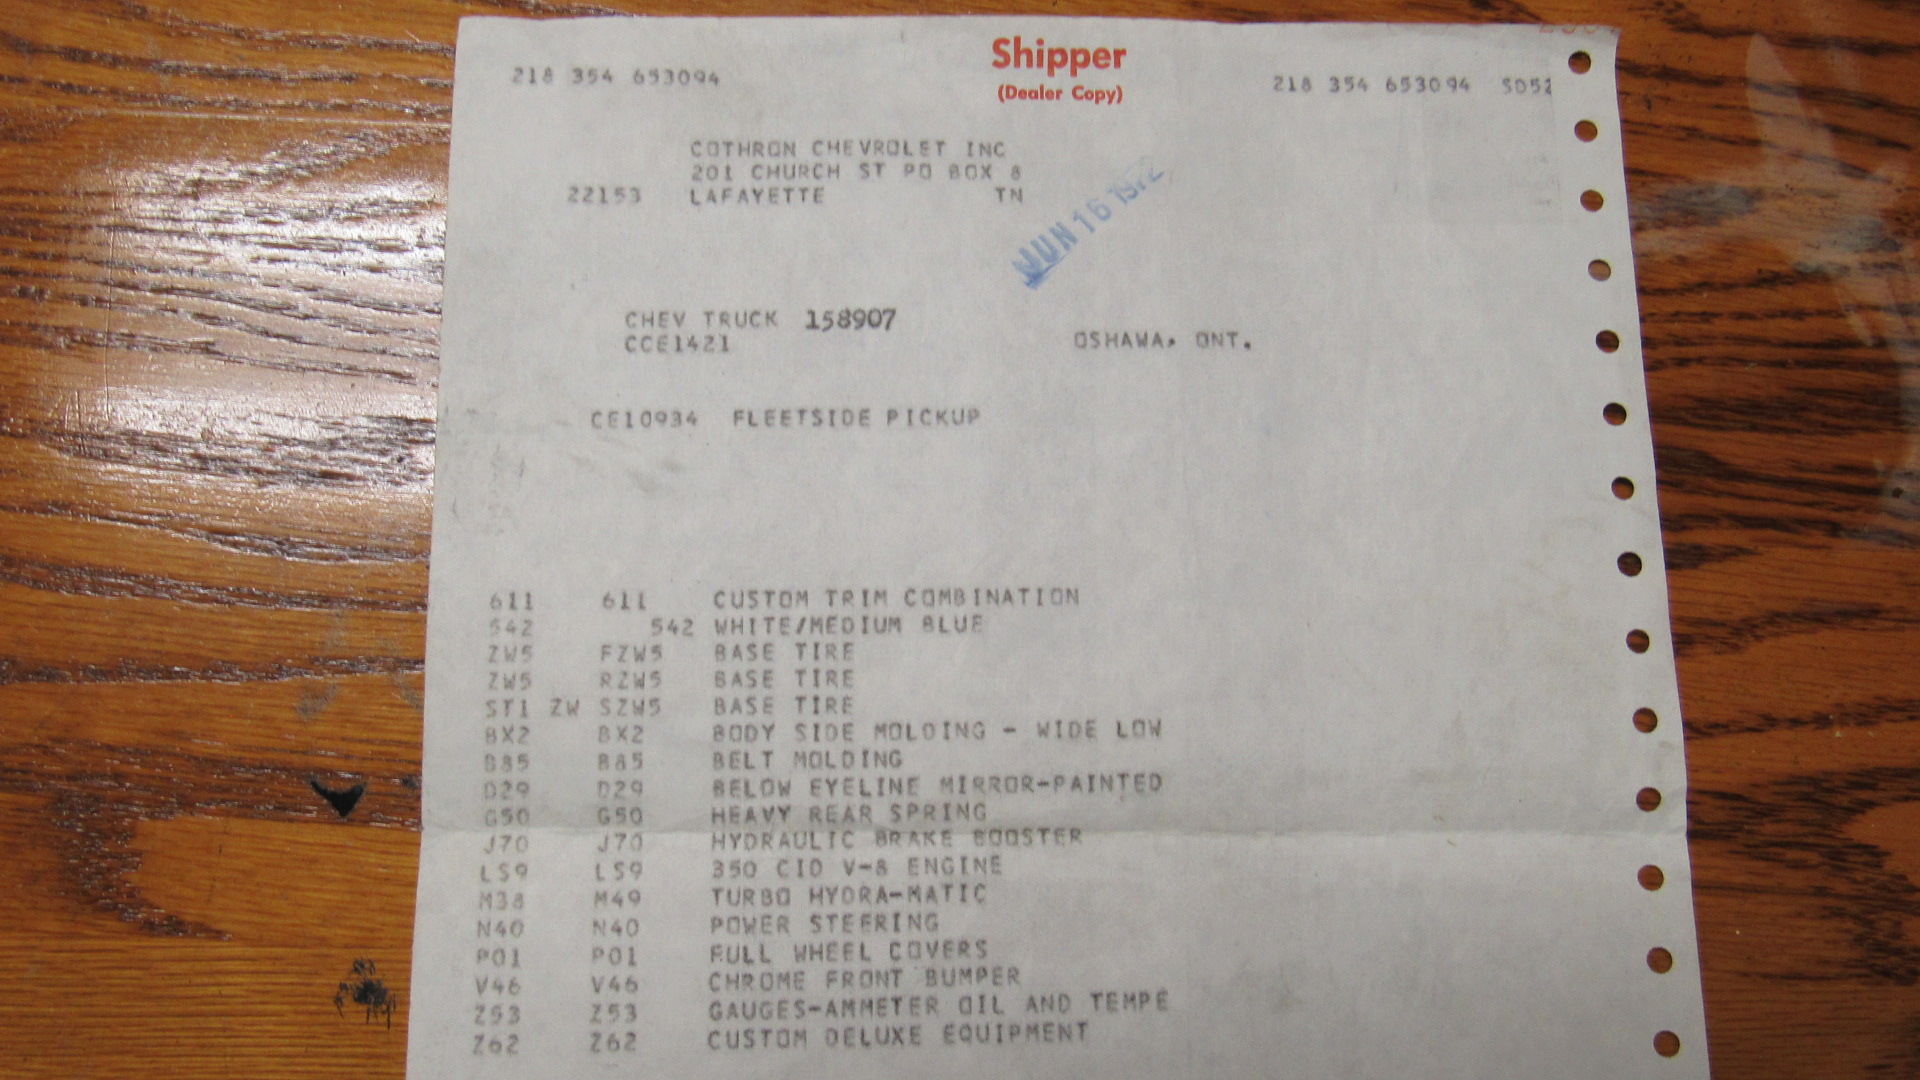 Shipper
(Dealer Copy)
218 354 653094
218 354 653094 SD52
COTHRON CHEVROLET INC
201 CHURCH ST PO BOX 8
22153 LAFAYETTE TN
JUN 16 1972
CHEV TRUCK 158907
CCE1421 OSHAWA, ONT.
CE10934 FLEETSIDE PICKUP
611 611 CUSTOM TRIM COMBINATION
542 542 WHITE/MEDIUM BLUE
ZW5 FZW5 BASE TIRE
ZW5 RZW5 BASE TIRE
ST1 ZW SZW5 BASE TIRE
BX2 BX2 BODY SIDE MOLDING - WIDE LOW
B85 B85 BELT MOLDING
D29 D29 BELOW EYELINE MIRROR-PAINTED
G50 G50 HEAVY REAR SPRING
J70 J70 HYDRAULIC BRAKE BOOSTER
LS9 LS9 350 CID V-8 ENGINE
M38 M49 TURBO HYDRA-MATIC
N40 N40 POWER STEERING
P01 P01 FULL WHEEL COVERS
V46 V46 CHROME FRONT BUMPER
Z53 Z53 GAUGES-AMMETER OIL AND TEMPE
Z62 Z62 CUSTOM DELUXE EQUIPMENT